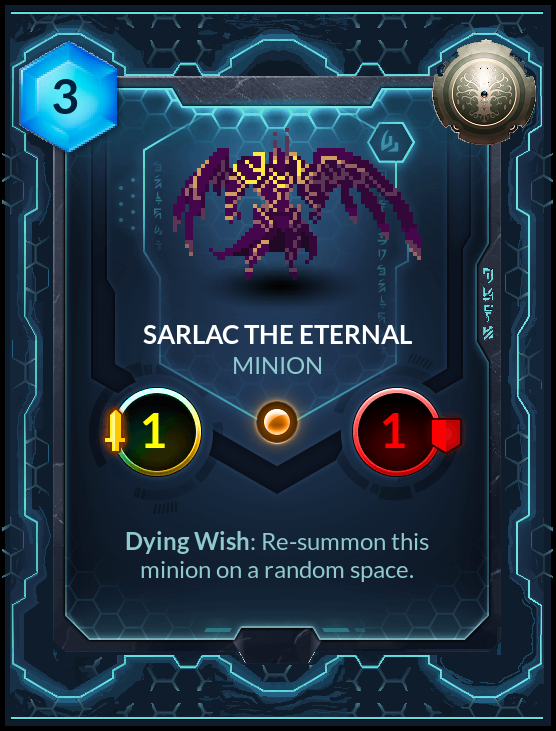 3
SARLAC THE ETERNAL
MINION
1
1
Dying Wish: Re-summon this
minion on a random space.